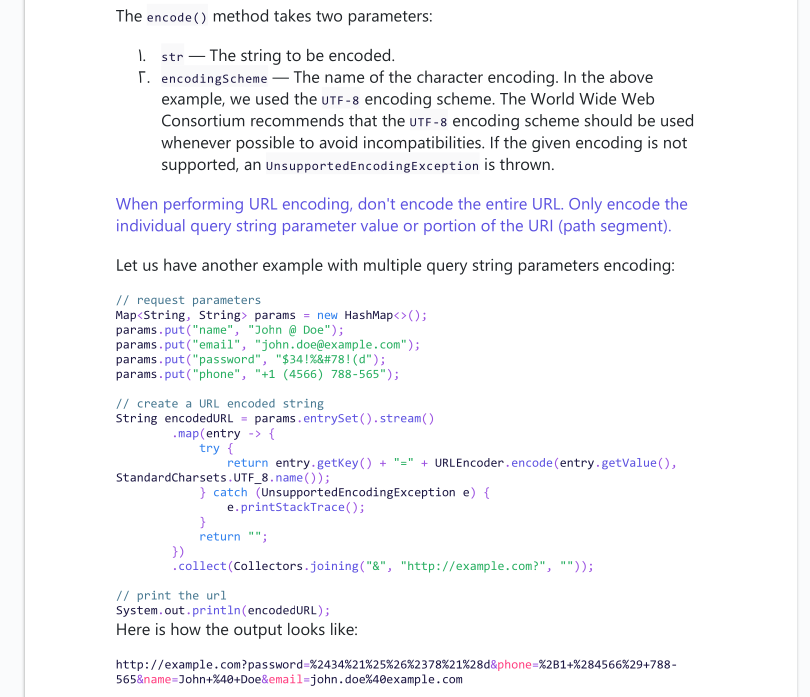 The encode() method takes two parameters:
۱. str — The string to be encoded.
۲. encodingScheme — The name of the character encoding. In the above
example, we used the UTF-8 encoding scheme. The World Wide Web
Consortium recommends that the UTF-8 encoding scheme should be used
whenever possible to avoid incompatibilities. If the given encoding is not
supported, an UnsupportedEncodingException is thrown.
When performing URL encoding, don't encode the entire URL. Only encode the
individual query string parameter value or portion of the URI (path segment).
Let us have another example with multiple query string parameters encoding:
// request parameters
Map<String, String> params = new HashMap<>();
params.put("name", "John @ Doe");
params.put("email", "john.doe@example.com");
params.put("password", "$34!%&#78!(d");
params.put("phone", "+1 (4566) 788-565");
// create a URL encoded string
String encodedURL = params.entrySet().stream()
.map(entry -> {
try {
return entry.getKey() + "=" + URLEncoder.encode(entry.getValue(),
StandardCharsets.UTF_8.name());
} catch (UnsupportedEncodingException e) {
e.printStackTrace();
}
return "";
})
.collect(Collectors.joining("&", "http://example.com?", ""));
// print the url
System.out.println(encodedURL);
Here is how the output looks like:
http://example.com?password=%2434%21%25%26%2378%21%28d&phone=%2B1+%284566%29+788-
565&name=John+%40+Doe&email=john.doe%40example.com